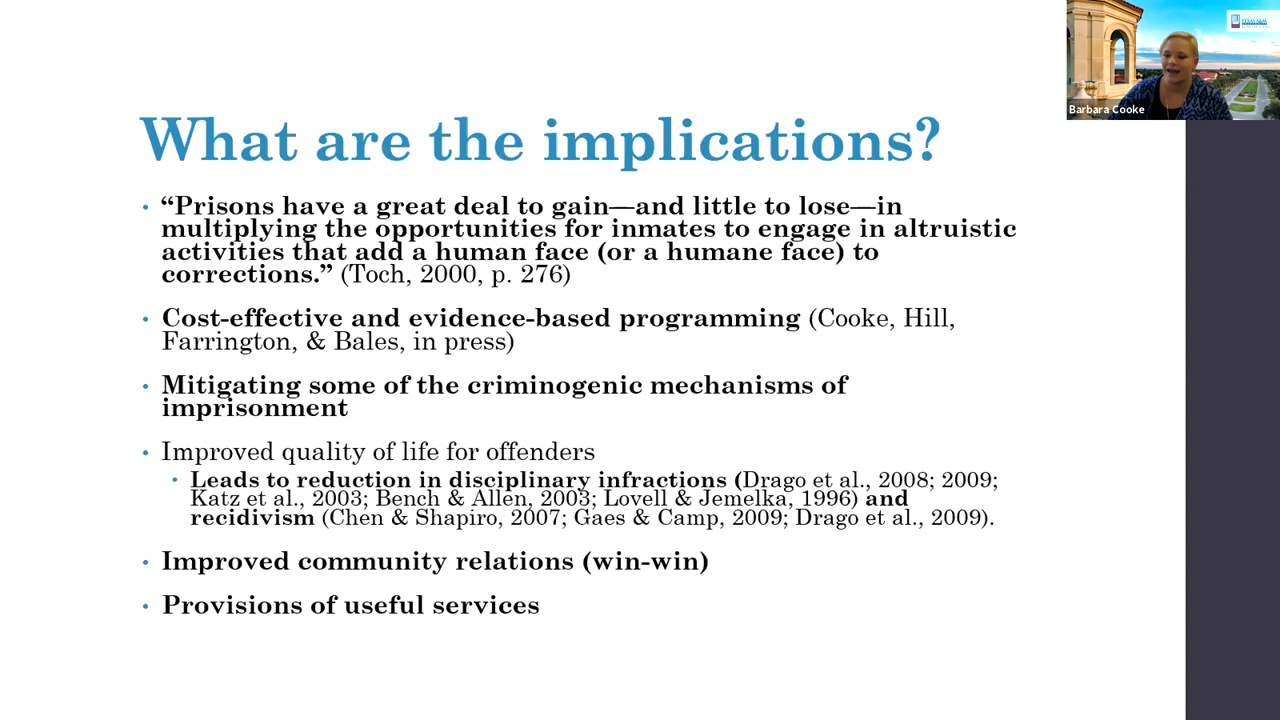 TEXAS A&M
Barbara Cooke
What are the implications?
• “Prisons have a great deal to gain—and little to lose—in
multiplying the opportunities for inmates to engage in altruistic
activities that add a human face (or a humane face) to
corrections.” (Toch, 2000, p. 276)
• Cost-effective and evidence-based programming (Cooke, Hill,
Farrington, & Bales, in press)
• Mitigating some of the criminogenic mechanisms of
imprisonment
• Improved quality of life for offenders
• Leads to reduction in disciplinary infractions (Drago et al., 2008; 2009;
Katz et al., 2003; Bench & Allen, 2003; Lovell & Jemelka, 1996) and
recidivism (Chen & Shapiro, 2007; Gaes & Camp, 2009; Drago et al., 2009).
• Improved community relations (win-win)
• Provisions of useful services